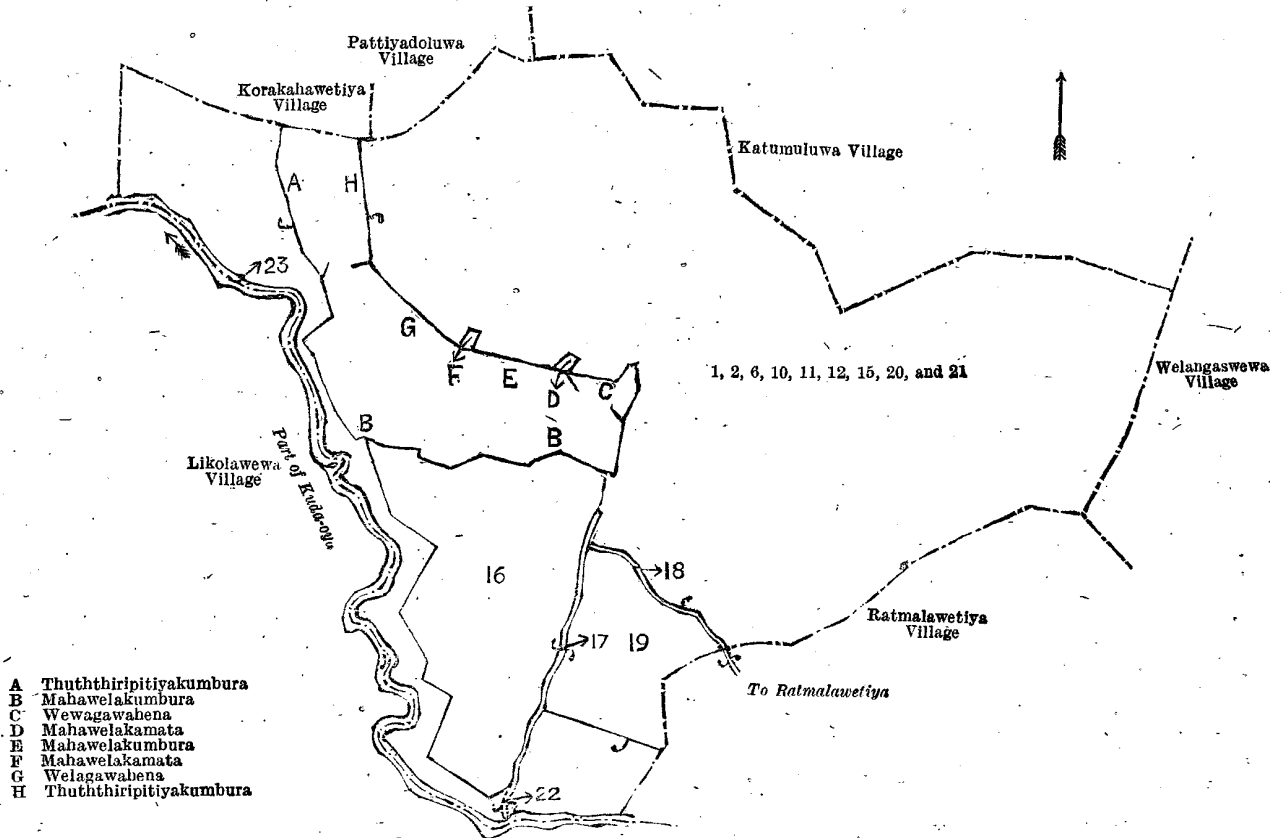 Pattiyadoluwa
Village
Korakahawetiya
Village
Katumuluwa Village
A
H
23
G
F
E
D
C
1, 2, 6, 10, 11, 12, 15, 20, and 21
Welangaswewa
Village
B
B
Likolawewa
Village
Part of Kuda-oya
16
18
17
19
Ratmalawetiya
Village
To Ratmalawetiya
22
A Thuththiripitiyakumbura
B Mahawelakumbura
C Wewagawahena
D Mahawelakamata
E Mahawelakumbura
F Mahawelakamata
G Welagawahena
H Thuththiripitiyakumbura